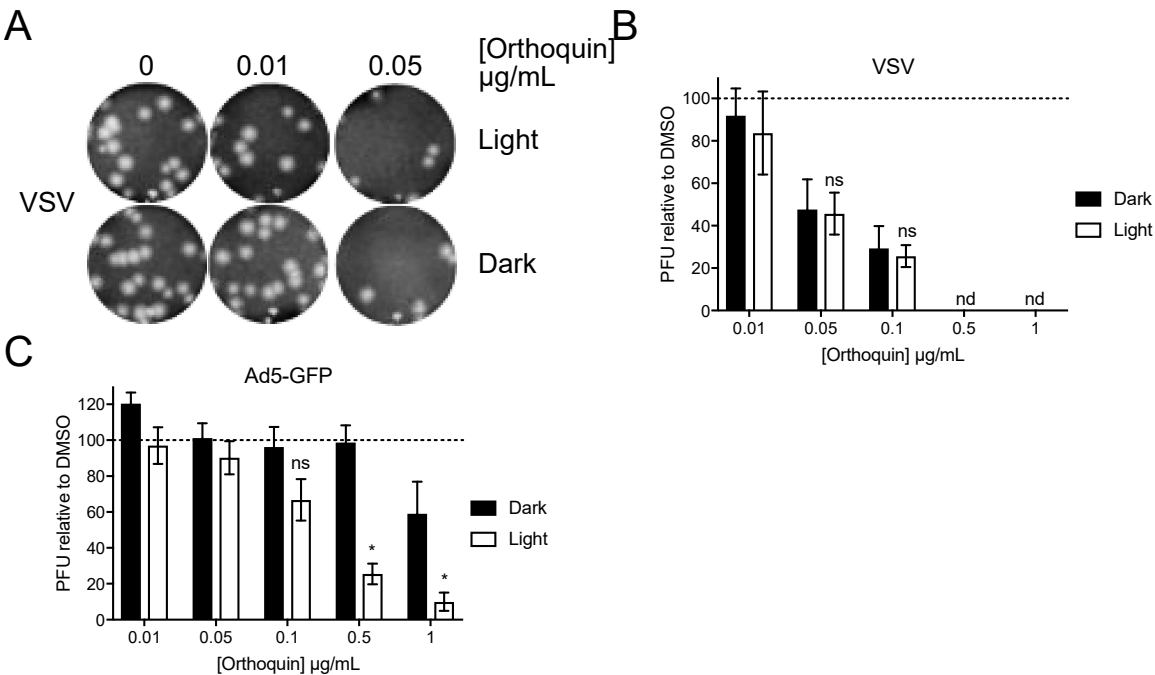 A
0 0.01 0.05 [Orthoquin] µg/mL
Light
VSV
Dark
B
VSV
PFU relative to DMSO
100
80
60
40
20
0
ns
ns
nd
nd
0.01 0.05 0.1 0.5 1
[Orthoquin] µg/mL
Dark
Light
C
Ad5-GFP
PFU relative to DMSO
120
100
80
60
40
20
0
ns
*
*
0.01 0.05 0.1 0.5 1
[Orthoquin] µg/mL
Dark
Light